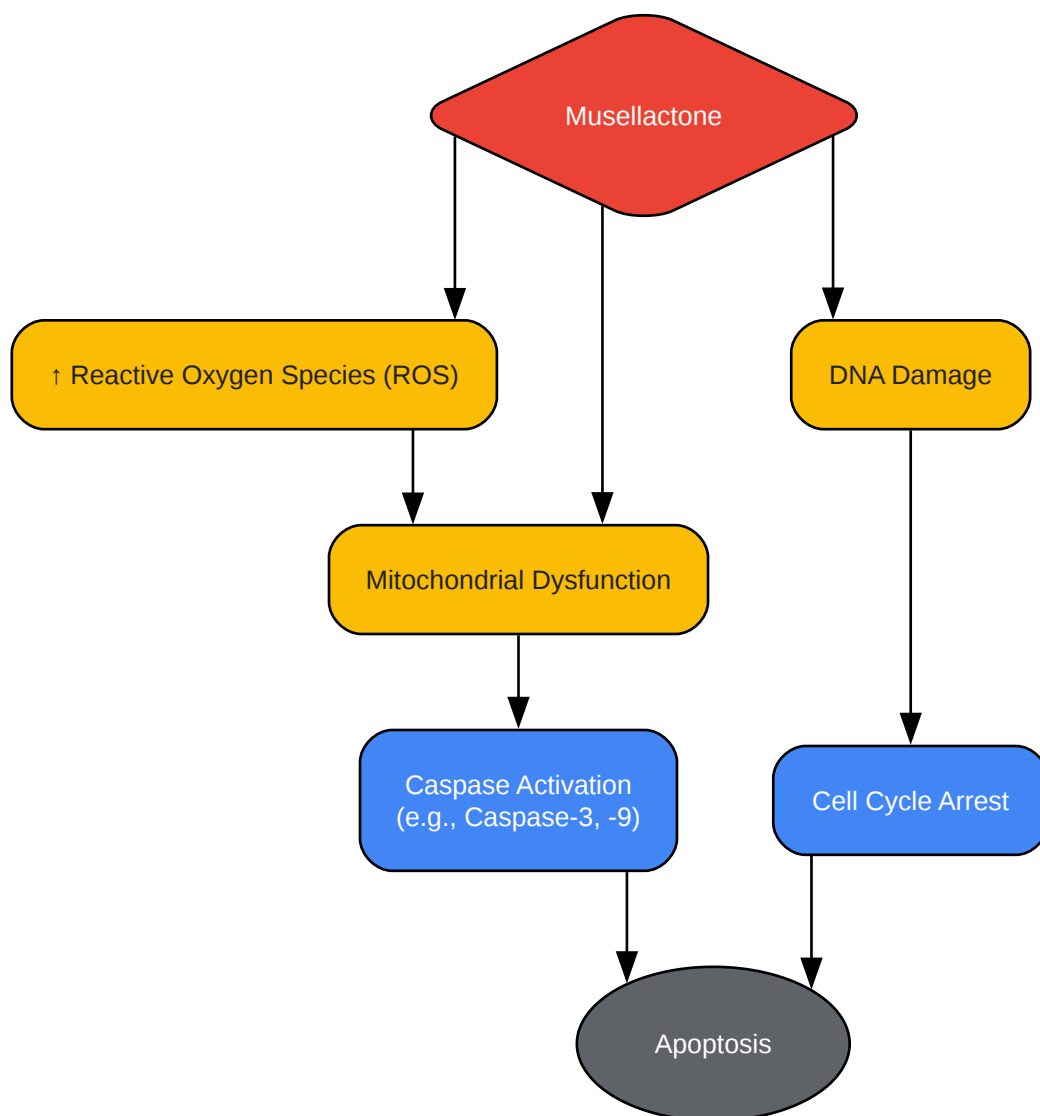 Musellactone
↑ Reactive Oxygen Species (ROS)
DNA Damage
Mitochondrial Dysfunction
Caspase Activation
(e.g., Caspase-3, -9)
Cell Cycle Arrest
Apoptosis